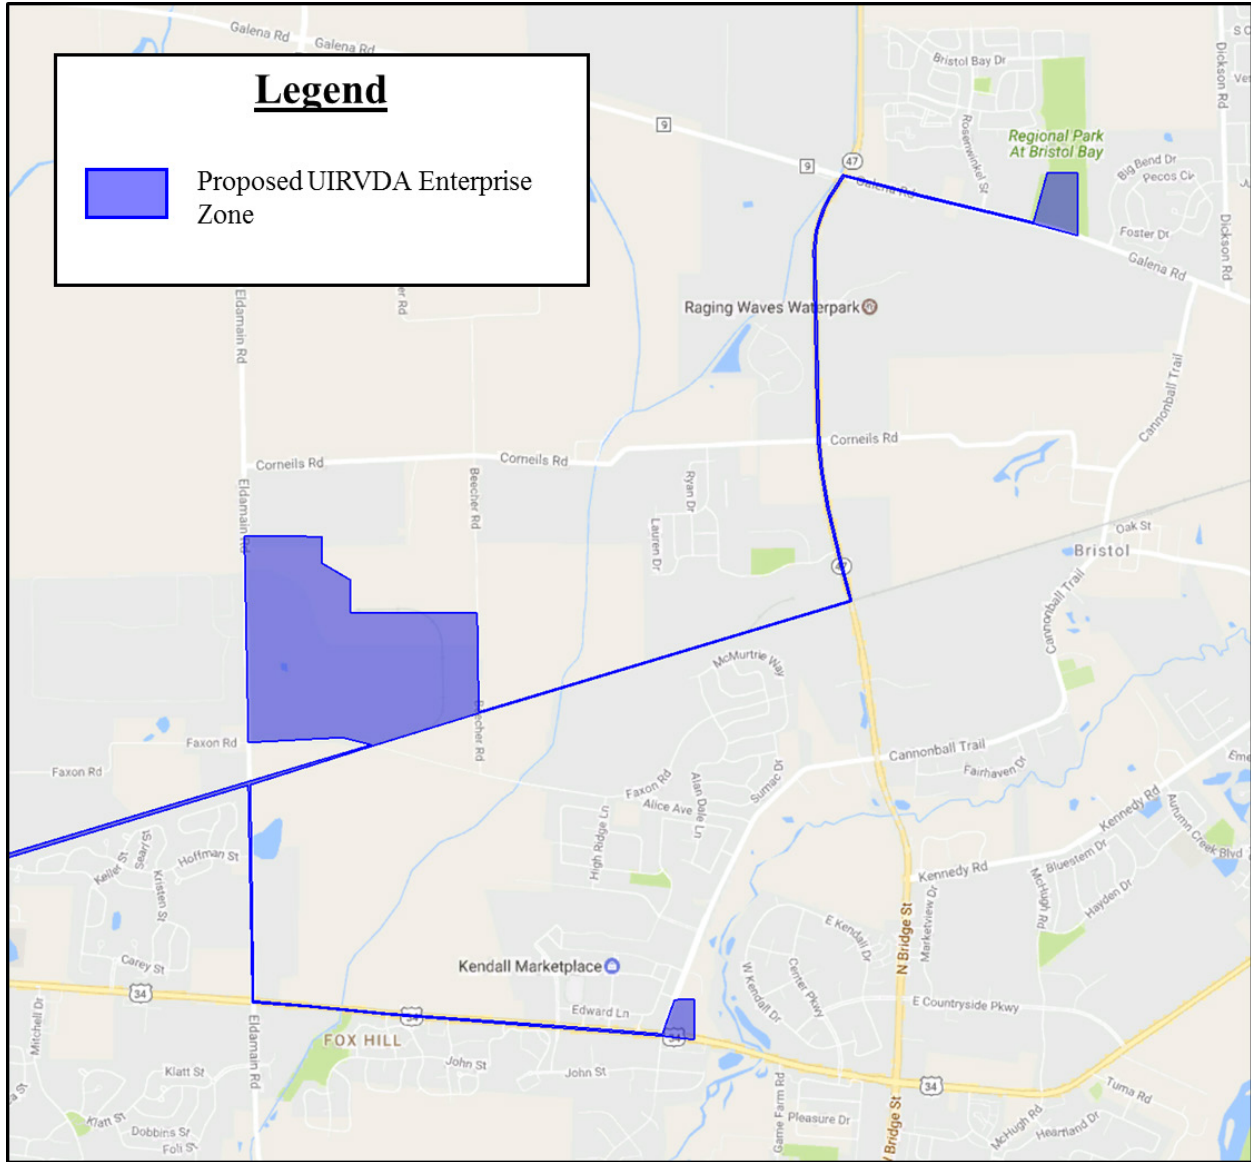 Galena Rd
Galena Rd
Legend
Proposed UIRVDA Enterprise
Zone
9
9
47
Galena Rd
Bristol Bay Dr
Rosenwinkel St
Regional Park
At Bristol Bay
Big Bend Dr
Pecos Cir
Foster Dr
Galena Rd
Dickson Rd
Dickson Rd
Eldamain Rd
er Rd
Raging Waves Waterpark
Cannonball Trail
Corneils Rd
Corneils Rd
Corneils Rd
Eldamain Rd
Beecher Rd
Ryan Dr
Lauren Dr
47
Oak St
Bristol
Cannonball Trail
McMurtrie Way
Beecher Rd
Faxon Rd
Faxon Rd
Faxon Rd
Alice Ave
Alan Dale Ln
Sumac Dr
High Ridge Ln
Cannonball Trail
Fairhaven Dr
Kennedy Rd
Kennedy Rd
Autumn Creek Blvd
Bluestem Dr
Hayden Dr
McHugh Rd
Marketview Dr
N Bridge St
Keller St
Searl St
Hoffman St
Kristen St
Carey St
34
Kendall Marketplace
Edward Ln
E Kendall Dr
Center Pkwy
W Kendall Dr
E Countryside Pkwy
34
34
34
Mitchell Dr
Eldamain Rd
FOX HILL
John St
John St
Klatt St
Klatt St
Dobbins St
Foli St
Game Farm Rd
Pleasure Dr
N Bridge St
McHugh Rd
Heartland Dr
Tuma Rd